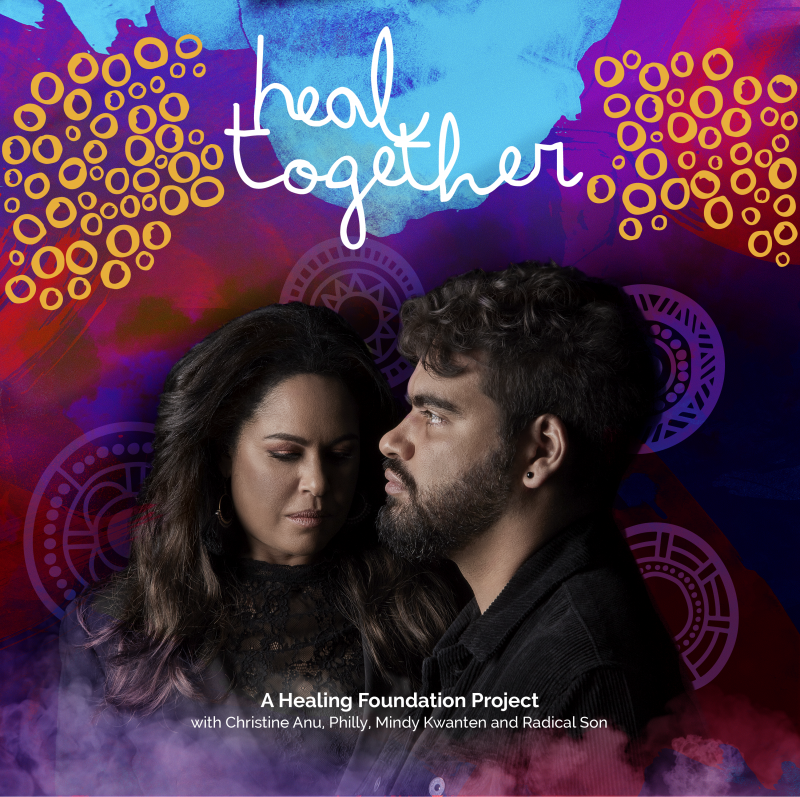 heal
together
A Healing Foundation Project
with Christine Anu, Philly, Mindy Kwanten and Radical Son